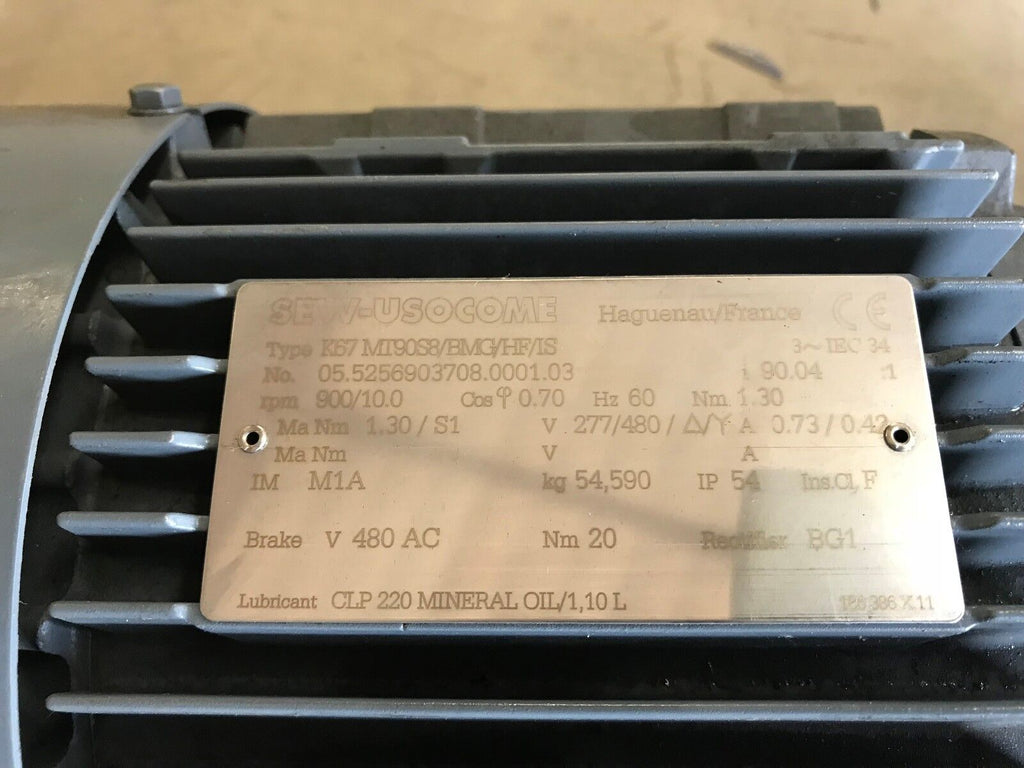 SEW-USOCOME Haguenau/France CE
Type K67 MT90S8/BMG/HF/IS 3~ IEC 34
No. 05.5256903708.0001.03 i 90.04 :1
rpm 900/10.0 Cos φ 0.70 Hz 60 Nm 1.30
Ma Nm 1.30 / S1 V 277/480 / Δ/Y A 0.73 / 0.42
Ma Nm V A
IM M1A kg 54,590 IP 54 Ins.Cl, F
Brake V 480 AC Nm 20 Rectifier BG1
Lubricant CLP 220 MINERAL OIL/1,10 L 186 386 X.11